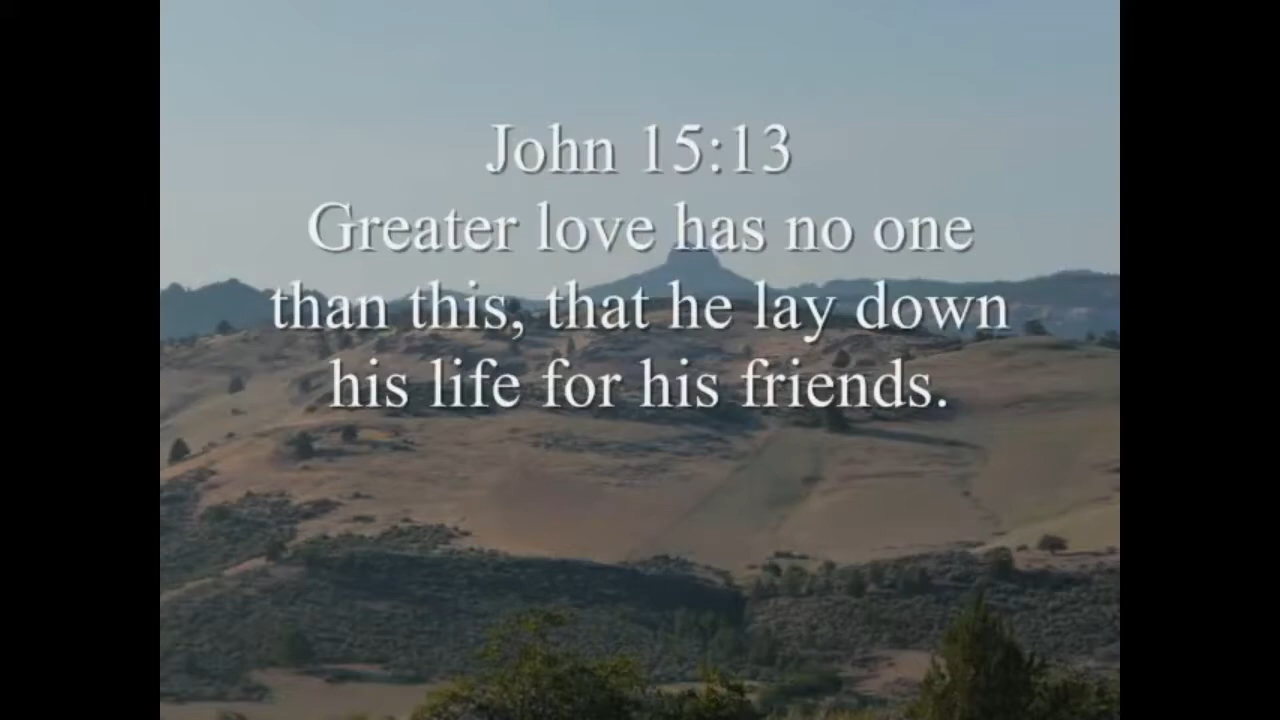 John 15:13
Greater love has no one
than this, that he lay down
his life for his friends.